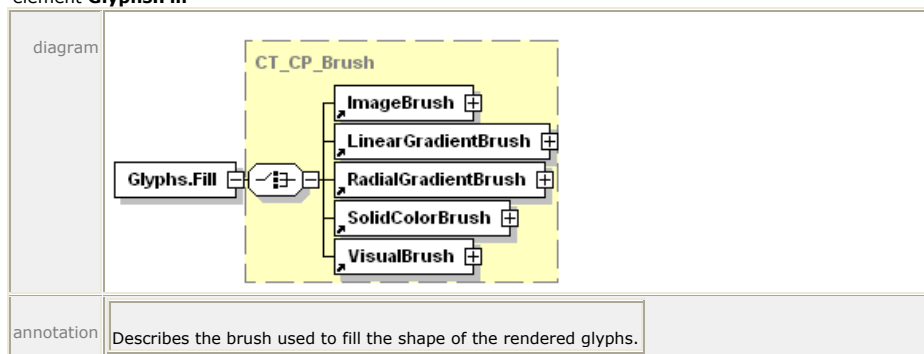 element Glyphs.Fill
diagram
CT_CP_Brush
ImageBrush
LinearGradientBrush
RadialGradientBrush
Glyphs.Fill
SolidColorBrush
VisualBrush
annotation
Describes the brush used to fill the shape of the rendered glyphs.